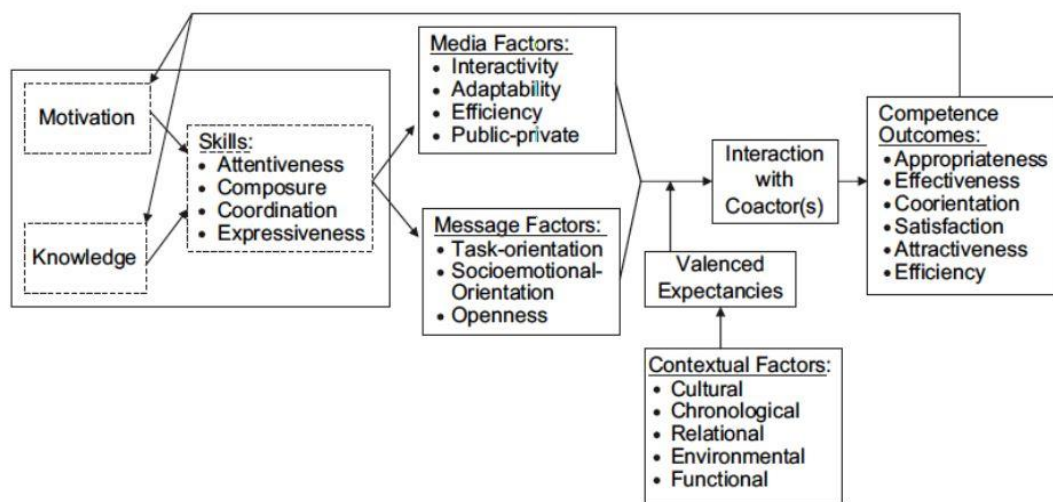 Motivation
Knowledge
Skills:
• Attentiveness
• Composure
• Coordination
• Expressiveness
Media Factors:
• Interactivity
• Adaptability
• Efficiency
• Public-private
Message Factors:
• Task-orientation
• Socioemotional-
Orientation
• Openness
Interaction
with
Coactor(s)
Valenced
Expectancies
Contextual Factors:
• Cultural
• Chronological
• Relational
• Environmental
• Functional
Competence
Outcomes:
• Appropriateness
• Effectiveness
• Coorientation
• Satisfaction
• Attractiveness
• Efficiency